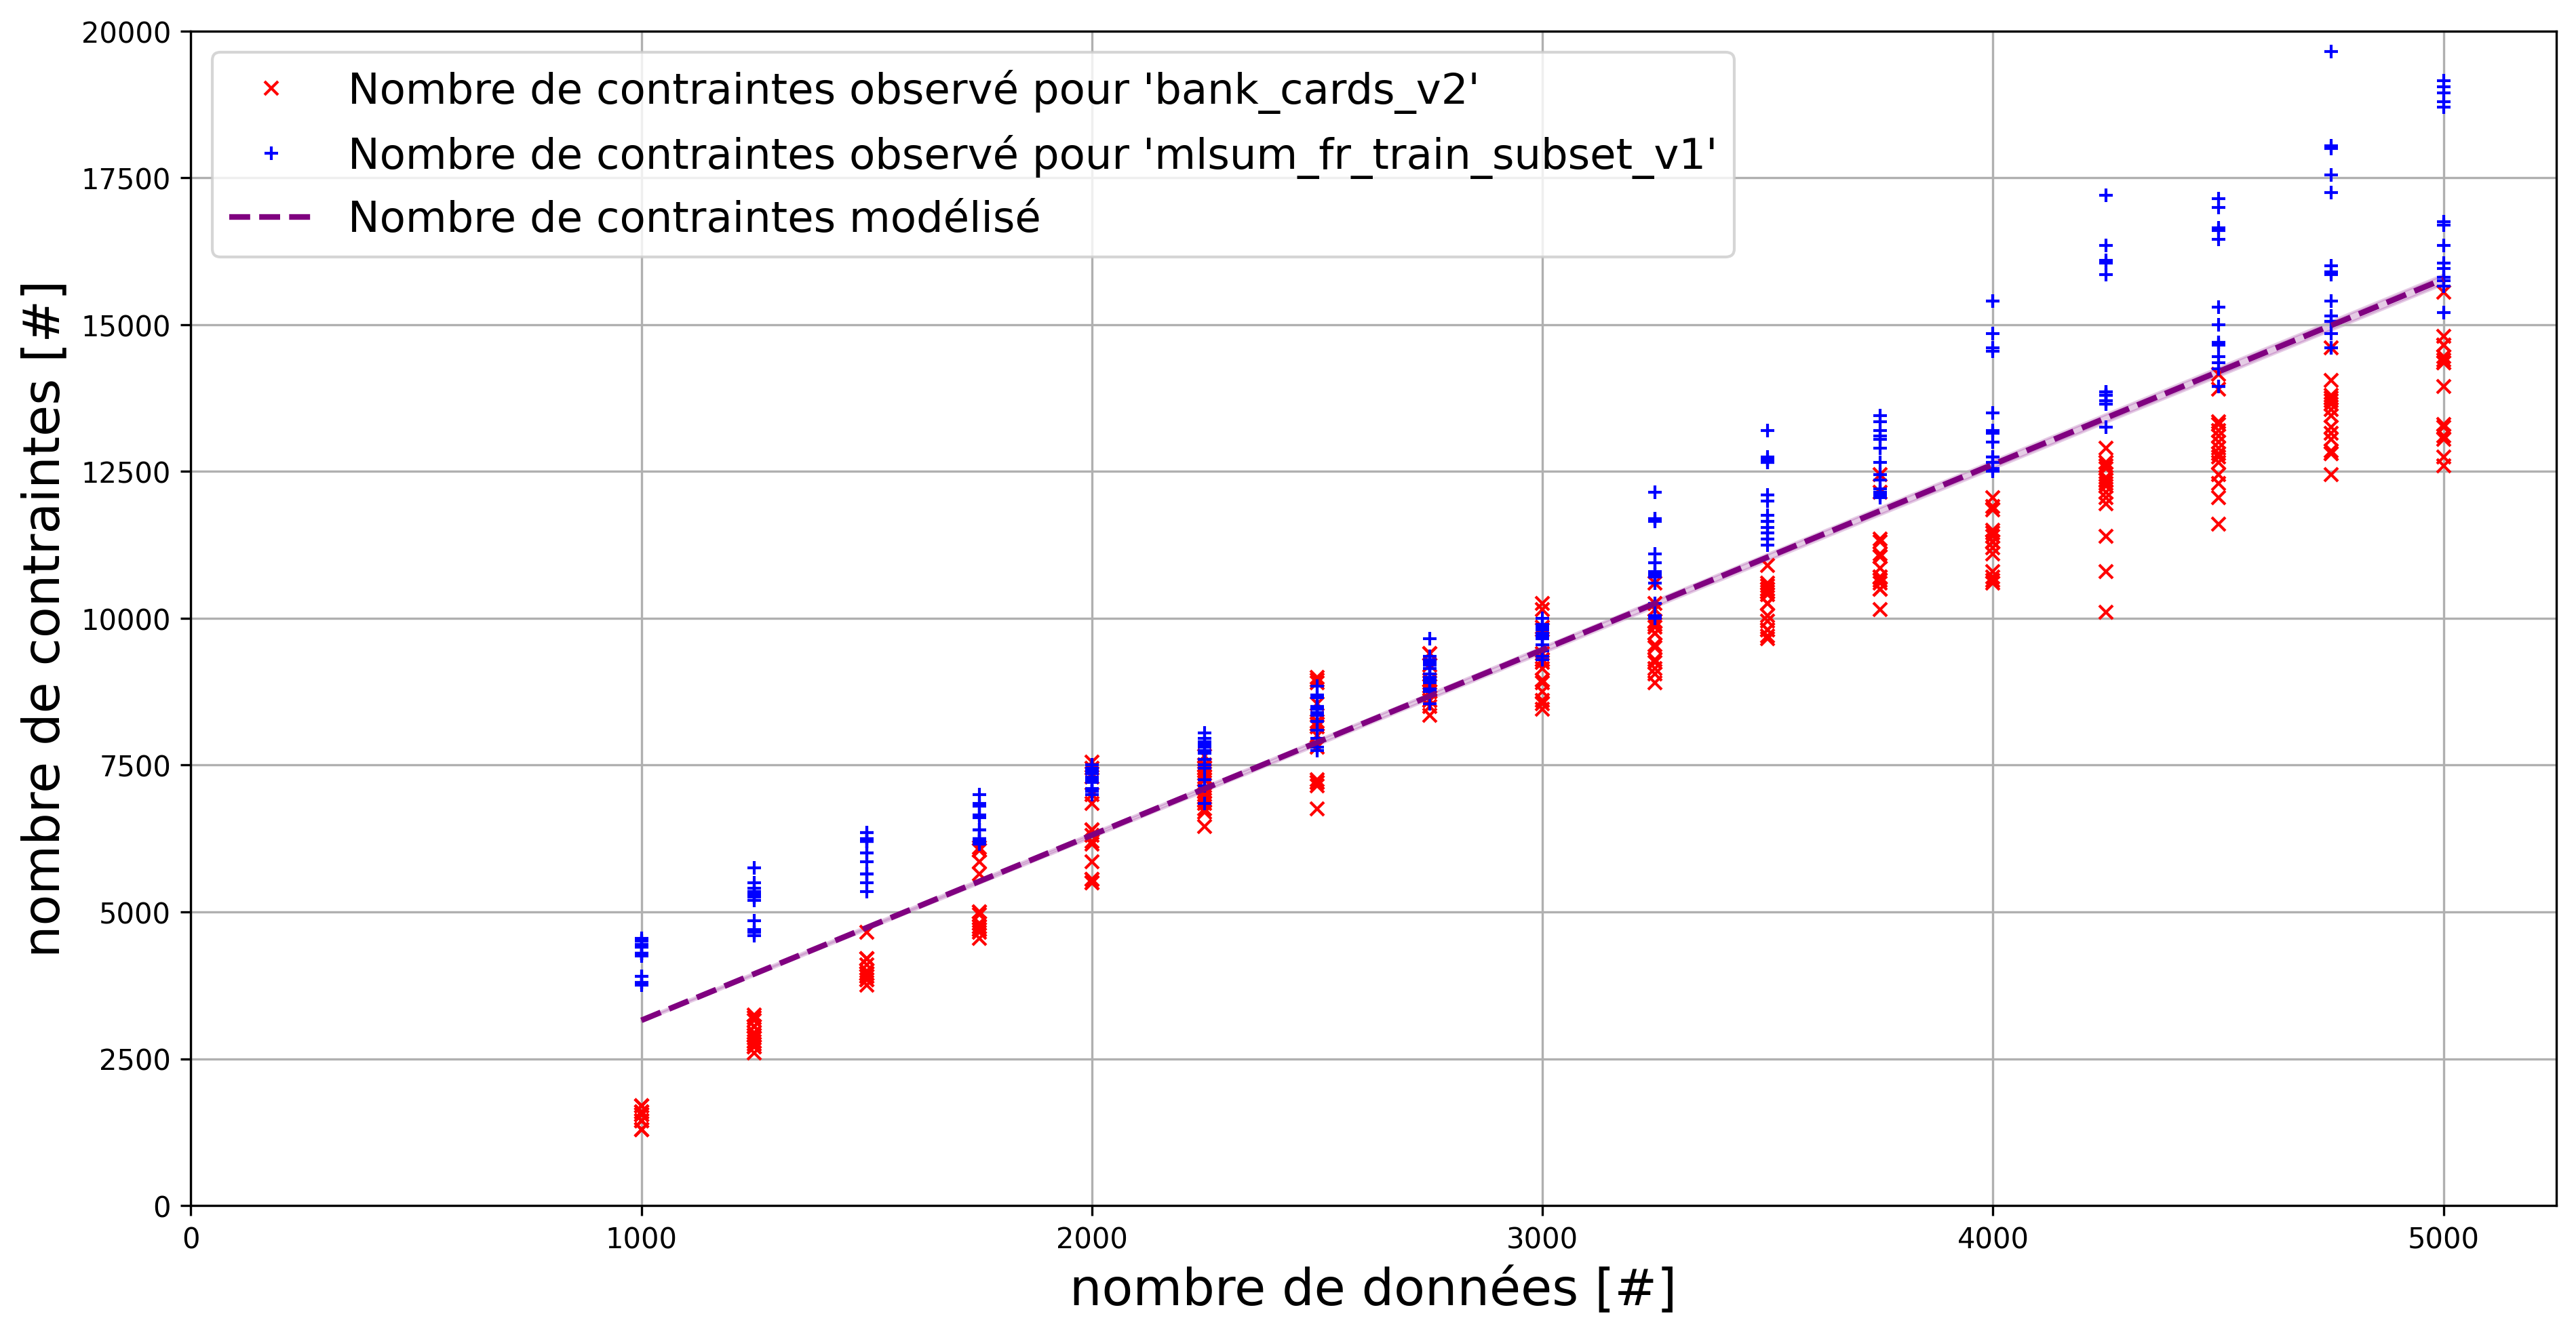 20000
17500
15000
12500
10000
7500
5000
2500
0
nombre de contraintes [#]
Nombre de contraintes observé pour 'bank_cards_v2'
Nombre de contraintes observé pour 'mlsum_fr_train_subset_v1'
Nombre de contraintes modélisé
0 1000 2000 3000 4000 5000
nombre de données [#]